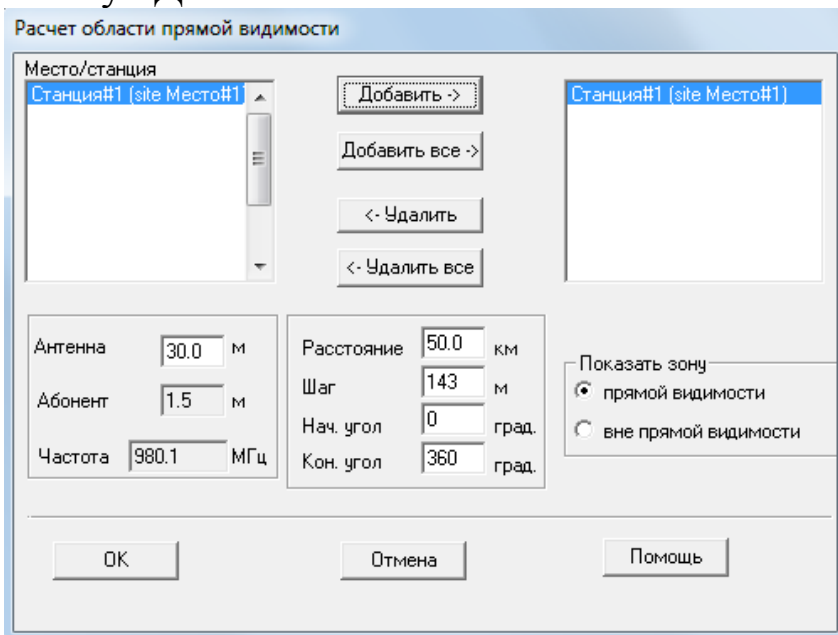 Расчет области прямой видимости
Место/станция
Станция#1 (site Место#1)
Добавить ->
Добавить все ->
<- Удалить
<- Удалить все
Станция#1 (site Место#1)
Антенна 30.0 м
Абонент 1.5 м
Частота 980.1 МГц
Расстояние 50.0 км
Шаг 143 м
Нач. угол 0 град.
Кон. угол 360 град.
Показать зону
прямой видимости
вне прямой видимости
ОК
Отмена
Помощь